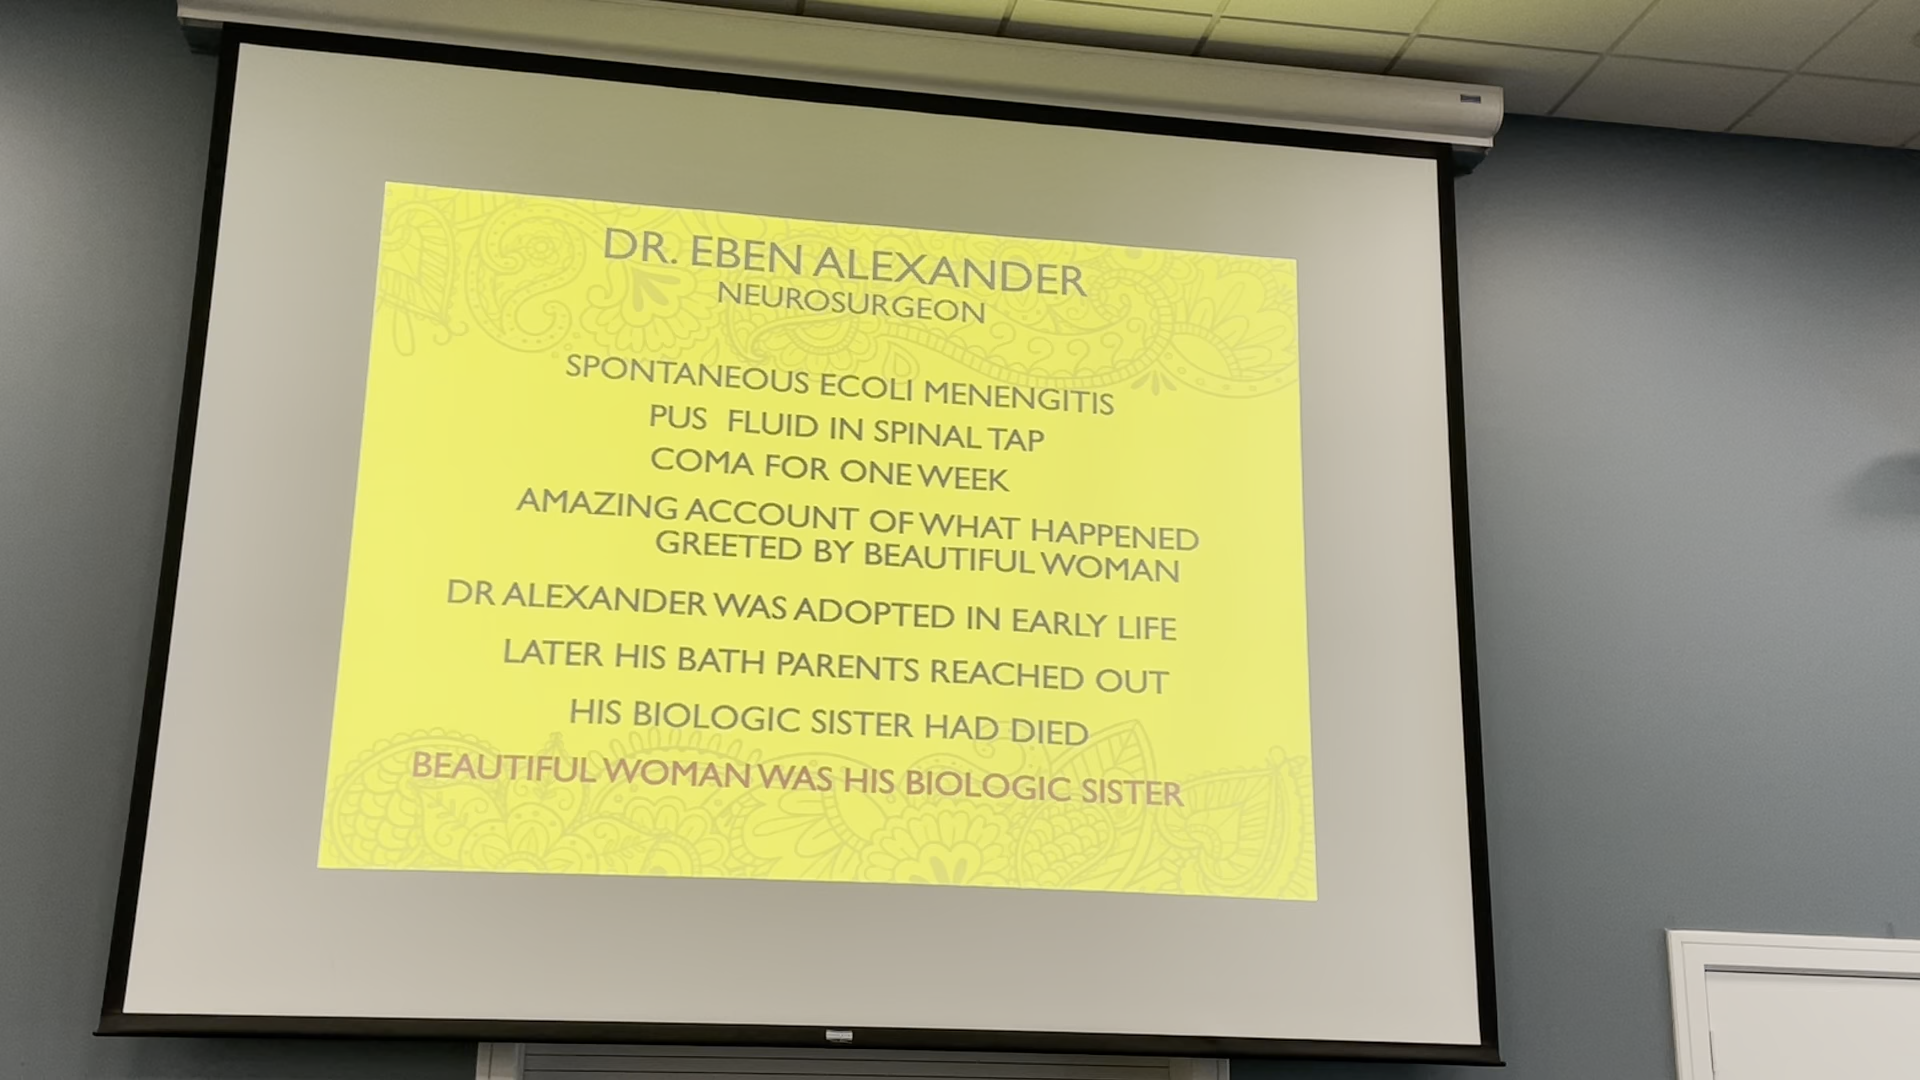 DR. EBEN ALEXANDER
NEUROSURGEON
SPONTANEOUS ECOLI MENENGITIS
PUS FLUID IN SPINAL TAP
COMA FOR ONE WEEK
AMAZING ACCOUNT OF WHAT HAPPENED
GREETED BY BEAUTIFUL WOMAN
DR ALEXANDER WAS ADOPTED IN EARLY LIFE
LATER HIS BATH PARENTS REACHED OUT
HIS BIOLOGIC SISTER HAD DIED
BEAUTIFUL WOMAN WAS HIS BIOLOGIC SISTER